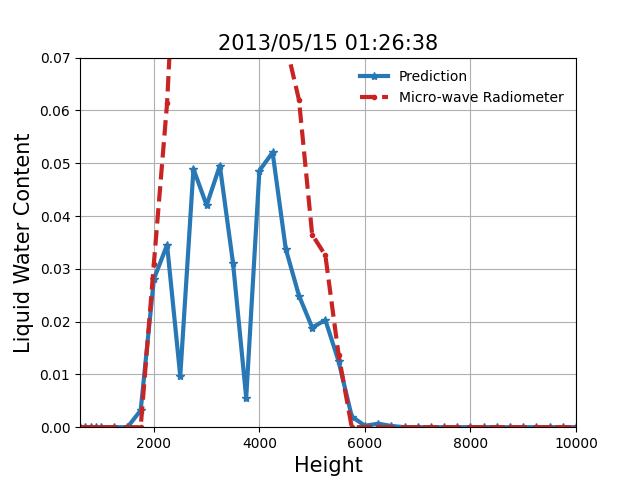 2013/05/15 01:26:38
Prediction
Micro-wave Radiometer
Liquid Water Content
0.07
0.06
0.05
0.04
0.03
0.02
0.01
0.00
2000 4000 6000 8000 10000
Height